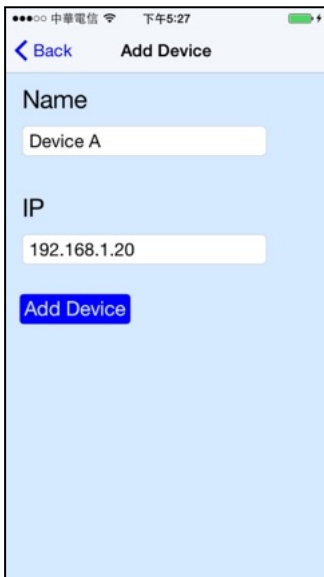 中華電信 下午5:27
Back Add Device
Name
Device A
IP
192.168.1.20
Add Device